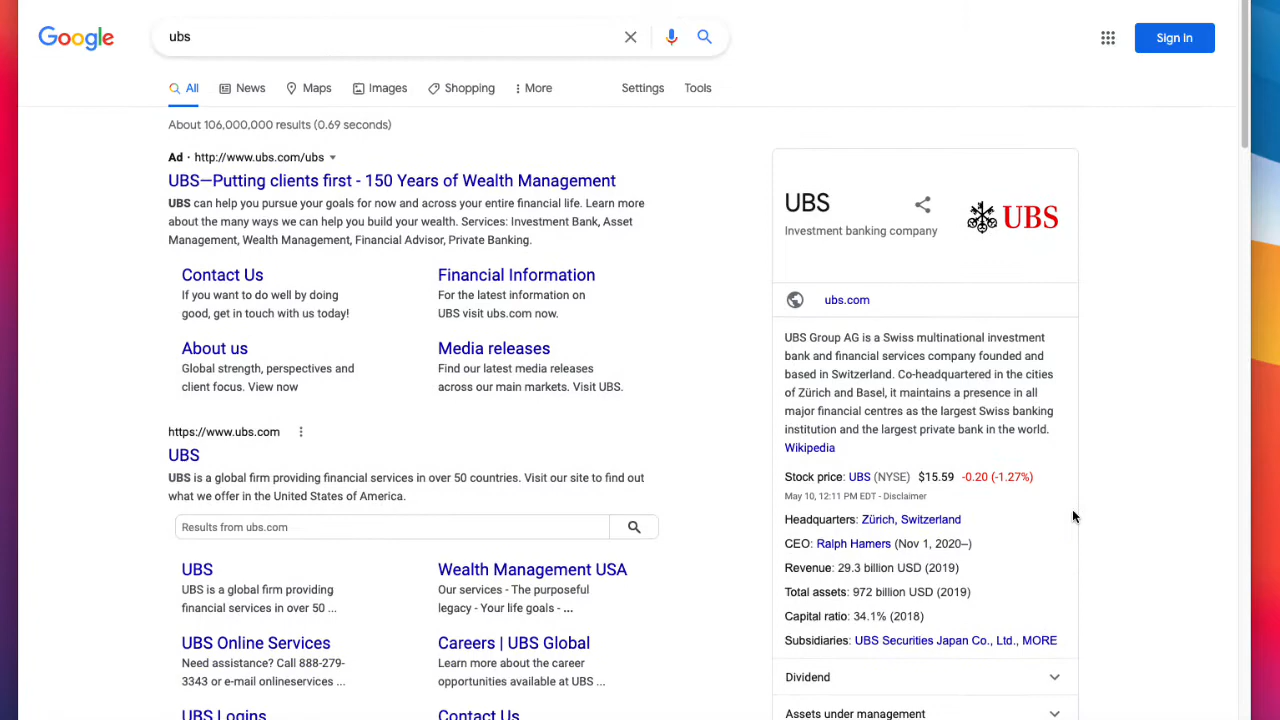 Google
ubs
Sign in
All
News
Maps
Images
Shopping
More
Settings
Tools
About 106,000,000 results (0.69 seconds)
Ad · http://www.ubs.com/ubs
UBS—Putting clients first - 150 Years of Wealth Management
UBS can help you pursue your goals for now and across your entire financial life. Learn more
about the many ways we can help you build your wealth. Services: Investment Bank, Asset
Management, Wealth Management, Financial Advisor, Private Banking.
Contact Us
If you want to do well by doing
good, get in touch with us today!
Financial Information
For the latest information on
UBS visit ubs.com now.
About us
Global strength, perspectives and
client focus. View now
Media releases
Find our latest media releases
across our main markets. Visit UBS.
https://www.ubs.com
UBS
UBS is a global firm providing financial services in over 50 countries. Visit our site to find out
what we offer in the United States of America.
Results from ubs.com
UBS
UBS is a global firm providing
financial services in over 50 ...
Wealth Management USA
Our services - The purposeful
legacy - Your life goals - ...
UBS Online Services
Need assistance? Call 888-279-
3343 or e-mail onlineservices ...
Careers | UBS Global
Learn more about the career
opportunities available at UBS ...
UBS Logins
Contact Us
UBS
Investment banking company
UBS
ubs.com
UBS Group AG is a Swiss multinational investment
bank and financial services company founded and
based in Switzerland. Co-headquartered in the cities
of Zürich and Basel, it maintains a presence in all
major financial centres as the largest Swiss banking
institution and the largest private bank in the world.
Wikipedia
Stock price: UBS (NYSE) $15.59 -0.20 (-1.27%)
May 10, 12:11 PM EDT - Disclaimer
Headquarters: Zürich, Switzerland
CEO: Ralph Hamers (Nov 1, 2020–)
Revenue: 29.3 billion USD (2019)
Total assets: 972 billion USD (2019)
Capital ratio: 34.1% (2018)
Subsidiaries: UBS Securities Japan Co., Ltd., MORE
Dividend
Assets under management